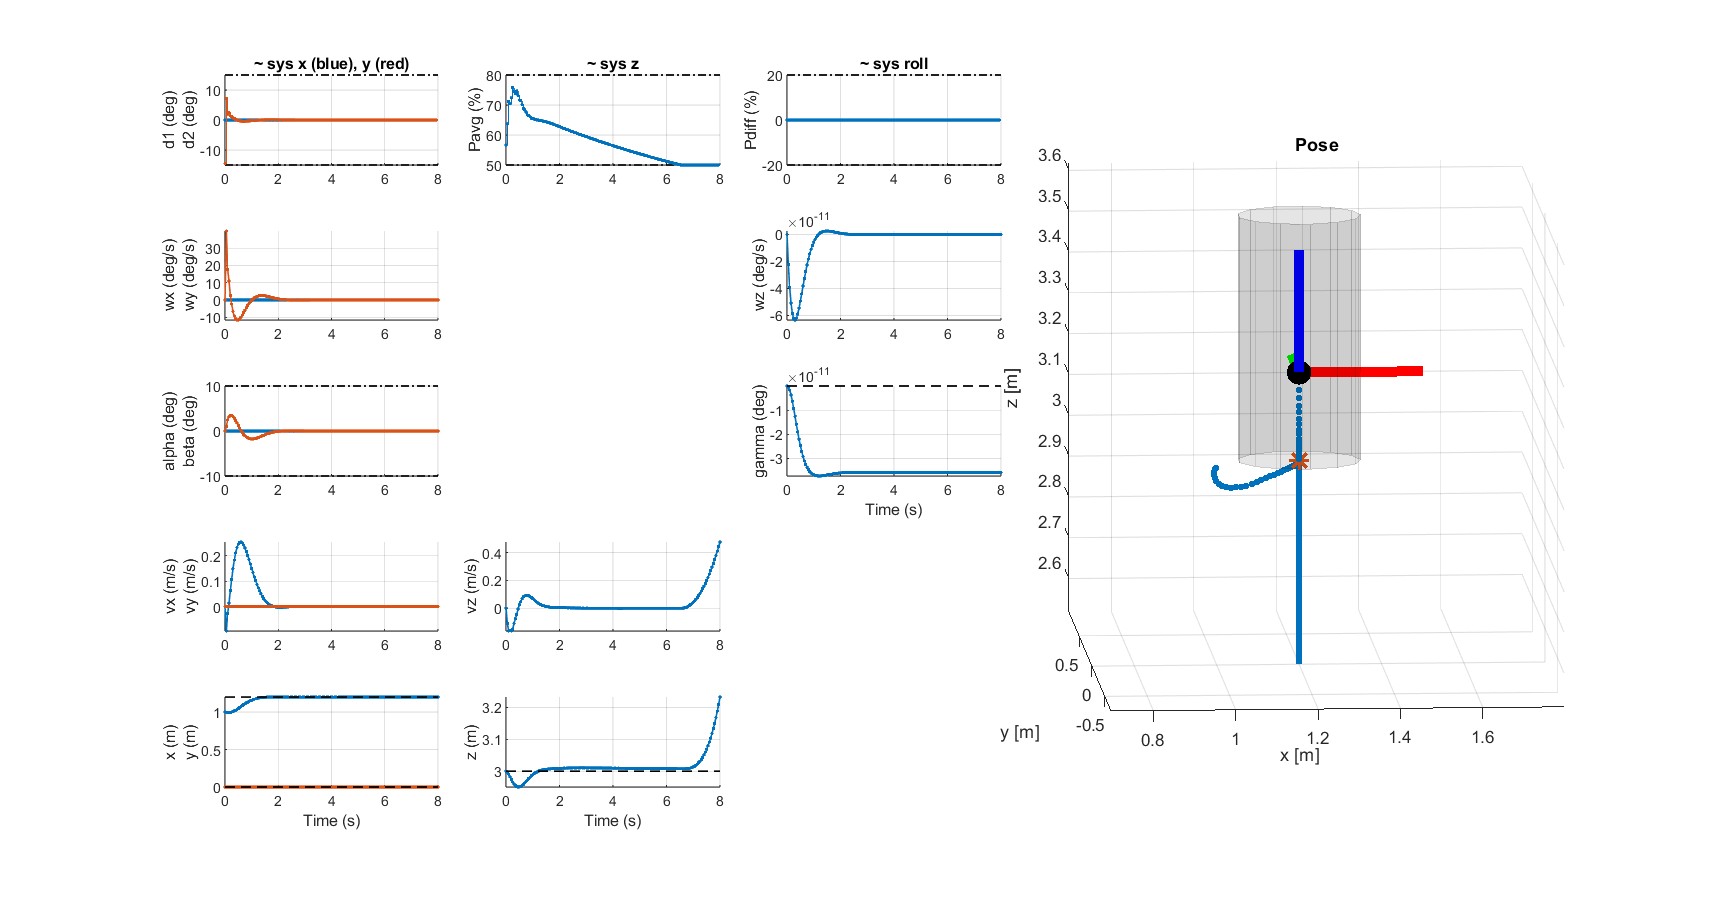 ~ sys x (blue), y (red)
d1 (deg)
d2 (deg)
10
0
-10
0 2 4 6 8
~ sys z
Pavg (%)
80
70
60
50
0 2 4 6 8
~ sys roll
Pdiff (%)
20
0
-20
0 2 4 6 8
wx (deg/s)
wy (deg/s)
30
20
10
0
-10
0 2 4 6 8
×10-11
wz (deg/s)
0
-2
-4
-6
0 2 4 6 8
alpha (deg)
beta (deg)
10
0
-10
0 2 4 6 8
×10-11
gamma (deg)
-1
-2
-3
0 2 4 6 8
Time (s)
vx (m/s)
vy (m/s)
0.2
0.1
0
0 2 4 6 8
vz (m/s)
0.4
0.2
0
0 2 4 6 8
x (m)
y (m)
1
0.5
0
0 2 4 6 8
Time (s)
z (m)
3.2
3.1
3
0 2 4 6 8
Time (s)
Pose
z [m]
3.6
3.5
3.4
3.3
3.2
3.1
3
2.9
2.8
2.7
2.6
0.5
0
-0.5
y [m]
0.8 1 1.2 1.4 1.6
x [m]